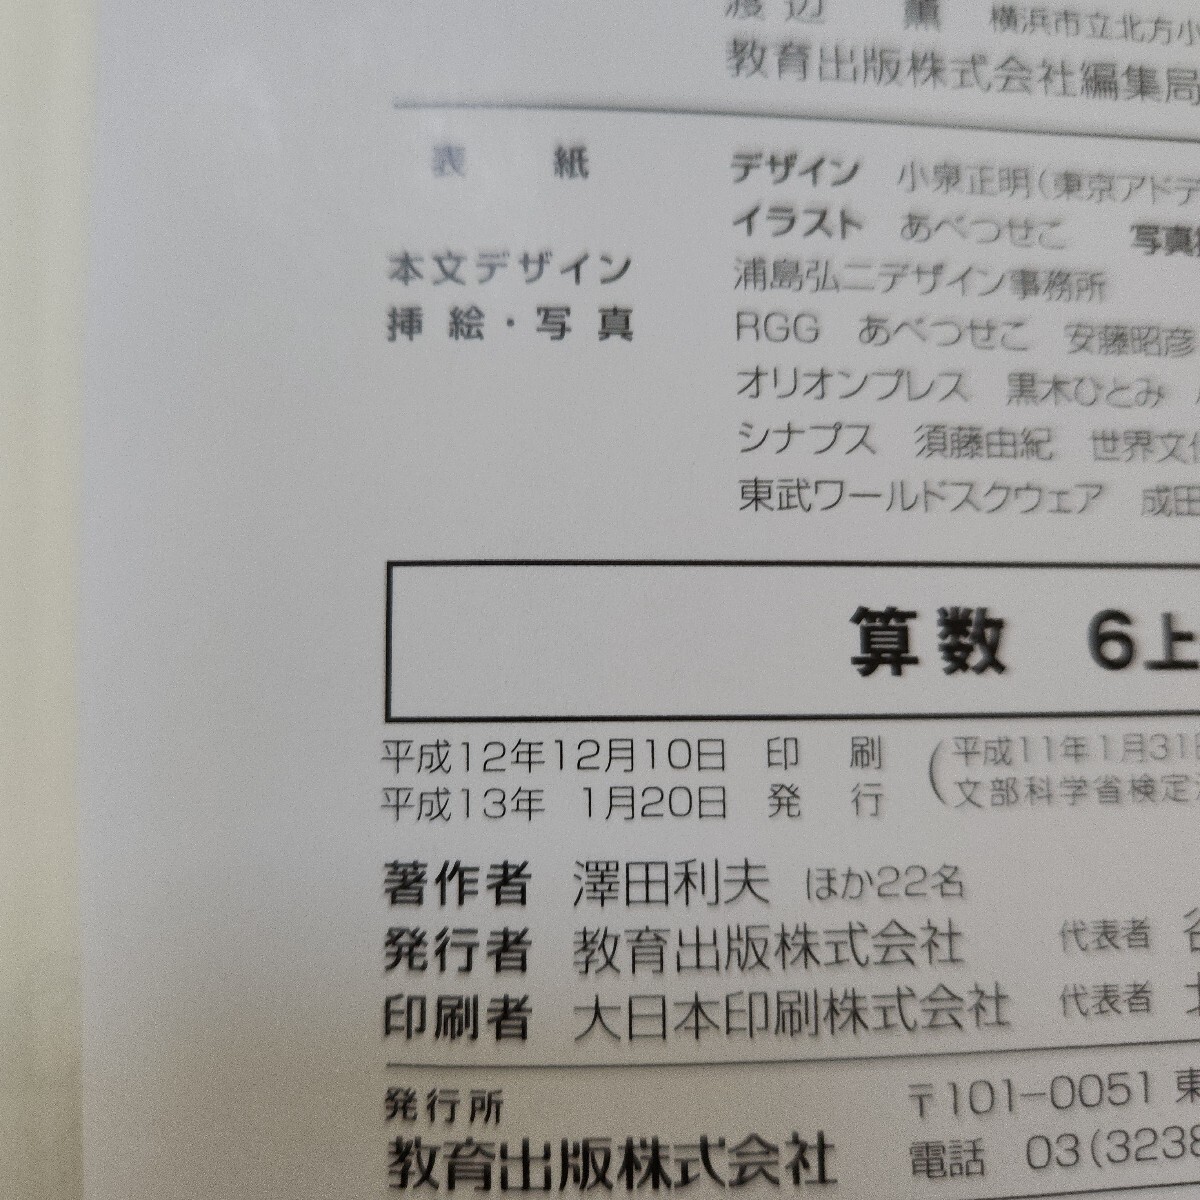 渡辺 薫 横浜市立北方小
教育出版株式会社編集局
表 紙 デザイン 小泉正明(東京アドデ
イラスト あべつせこ 写真
本文デザイン 浦島弘二デザイン事務所
挿絵・写真 RGG あべつせこ 安藤昭彦
オリオンプレス 黒木ひとみ
シナプス 須藤由紀 世界文化
東武ワールドスクウェア 成田
算数 6上
平成12年12月10日 印 刷 (平成11年1月31日
平成13年 1月20日 発 行 文部科学省検定
著作者 澤田利夫 ほか22名
発行者 教育出版株式会社 代表者
印刷者 大日本印刷株式会社 代表者
発行所 〒101-0051 東
教育出版株式会社 電話 03(3238